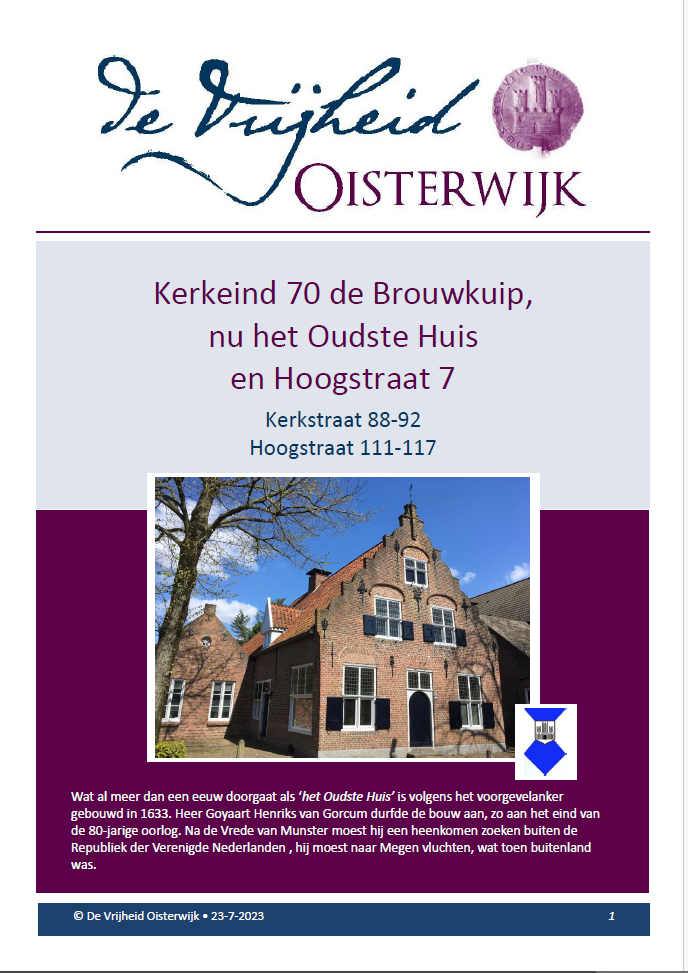 de Vrijheid
OISTERWIJK
Kerkeind 70 de Brouwkuip,
nu het Oudste Huis
en Hoogstraat 7
Kerkstraat 88-92
Hoogstraat 111-117
Wat al meer dan een eeuw doorgaat als ‘het Oudste Huis’ is volgens het voorgevelanker
gebouwd in 1633. Heer Goyaart Henriks van Gorcum durfde de bouw aan, zo aan het eind van
de 80-jarige oorlog. Na de Vrede van Munster moest hij een heenkomen zoeken buiten de
Republiek der Verenigde Nederlanden , hij moest naar Megen vluchten, wat toen buitenland
was.
© De Vrijheid Oisterwijk • 23-7-2023 1